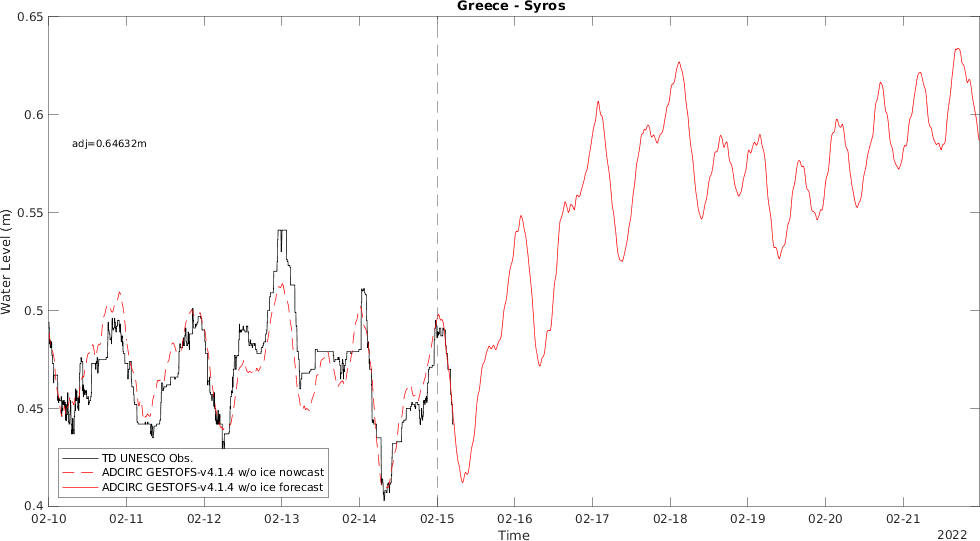 Greece - Syros
0.65
0.6
0.55
0.5
0.45
0.4
Water Level (m)
adj=0.64632m
TD UNESCO Obs.
ADCIRC GESTOFS-v4.1.4 w/o ice nowcast
ADCIRC GESTOFS-v4.1.4 w/o ice forecast
02-10 02-11 02-12 02-13 02-14 02-15 02-16 02-17 02-18 02-19 02-20 02-21
Time
2022